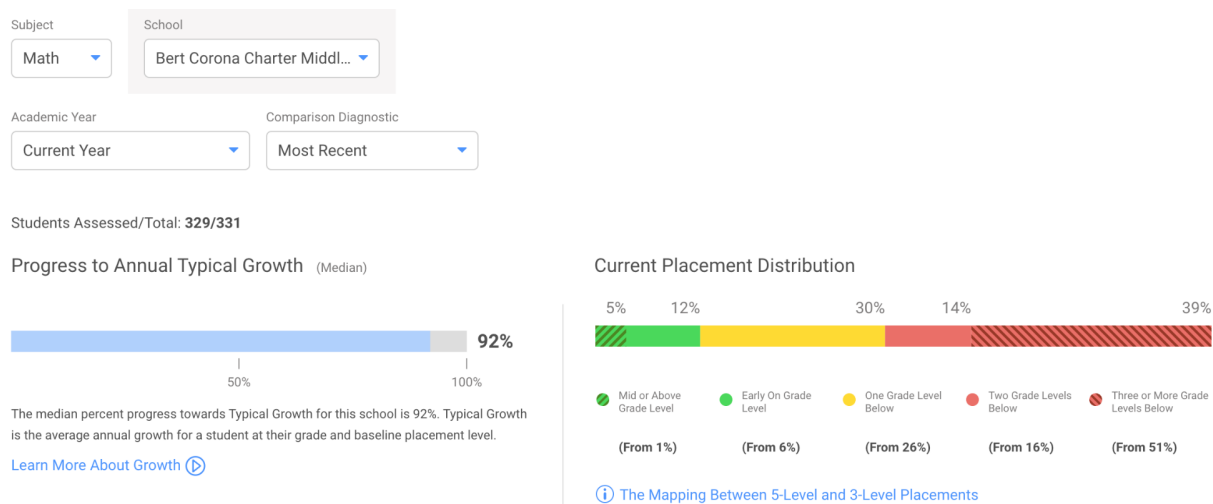 Subject
School
Math
Bert Corona Charter Middl...
Academic Year
Comparison Diagnostic
Current Year
Most Recent
Students Assessed/Total: 329/331
Progress to Annual Typical Growth (Median)
92%
50%
100%
The median percent progress towards Typical Growth for this school is 92%. Typical Growth
is the average annual growth for a student at their grade and baseline placement level.
Learn More About Growth
Current Placement Distribution
5% 12% 30% 14% 39%
Mid or Above
Grade Level
Early On Grade
Level
One Grade Level
Below
Two Grade Levels
Below
Three or More Grade
Levels Below
(From 1%) (From 6%) (From 26%) (From 16%) (From 51%)
The Mapping Between 5-Level and 3-Level Placements